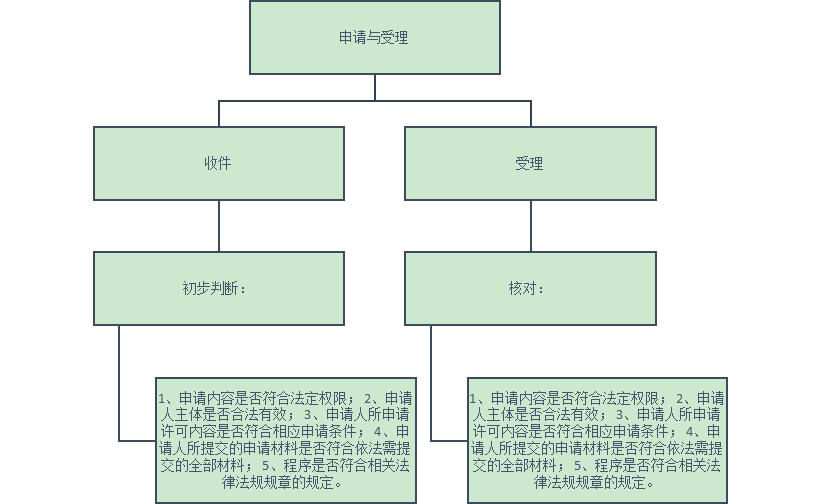 申请与受理
收件
受理
初步判断：
核对：
1、申请内容是否符合法定权限；2、申请
人主体是否合法有效；3、申请人所申请
许可内容是否符合相应申请条件；4、申
请人所提交的申请材料是否符合依法需提
交的全部材料；5、程序是否符合相关法
律法规规章的规定。
1、申请内容是否符合法定权限；2、申请
人主体是否合法有效；3、申请人所申请
许可内容是否符合相应申请条件；4、申
请人所提交的申请材料是否符合依法需提
交的全部材料；5、程序是否符合相关法
律法规规章的规定。